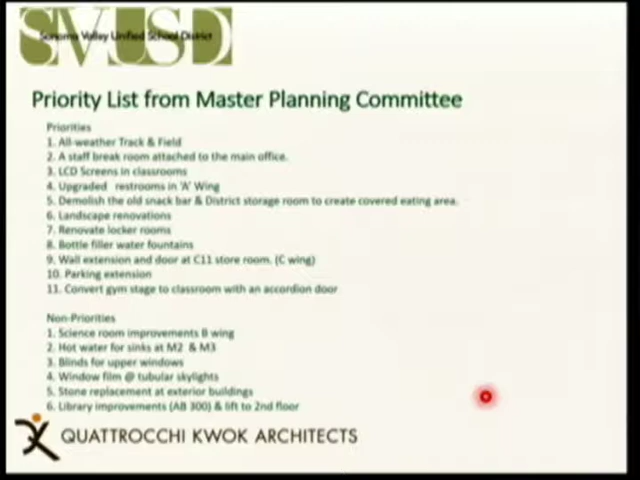 SVUSD
Sonoma Valley Unified School District
Priority List from Master Planning Committee
Priorities
1. All-weather Track & Field
2. A staff break room attached to the main office.
3. LCD Screens in classrooms
4. Upgraded restrooms in 'A' Wing
5. Demolish the old snack bar & District storage room to create covered eating area.
6. Landscape renovations
7. Renovate locker rooms
8. Bottle filler water fountains
9. Wall extension and door at C11 store room. (C wing)
10. Parking extension
11. Convert gym stage to classroom with an accordion door
Non-Priorities
1. Science room improvements B wing
2. Hot water for sinks at M2 & M3
3. Blinds for upper windows
4. Window film @ tubular skylights
5. Stone replacement at exterior buildings
6. Library improvements (AB 300) & lift to 2nd floor
QUATTROCCHI KWOK ARCHITECTS